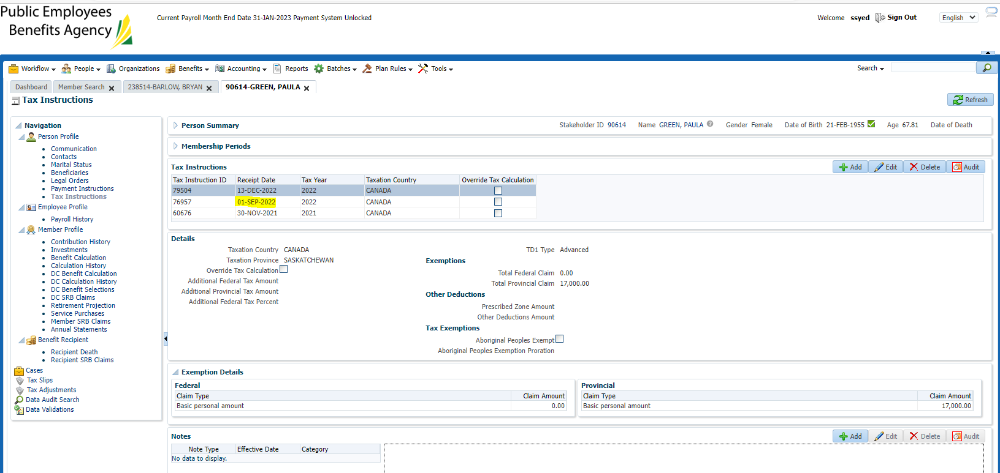 Public Employees
Benefits Agency
Current Payroll Month End Date 31-JAN-2023 Payment System Unlocked
Welcome ssyed Sign Out English
Workflow People Organizations Benefits Accounting Reports Batches Plan Rules Tools Search
Dashboard Member Search 238514-BARLOW, BRYAN 90614-GREEN, PAULA
Tax Instructions
Refresh
Navigation
Person Profile
Communication
Contacts
Marital Status
Beneficiaries
Legal Orders
Payment Instructions
Tax Instructions
Employee Profile
Payroll History
Member Profile
Contribution History
Investments
Benefit Calculation
Calculation History
DC Benefit Calculation
DC Calculation History
DC Benefit Selections
DC SRB Claims
Retirement Projection
Service Purchases
Member SRB Claims
Annual Statements
Benefit Recipient
Recipient Death
Recipient SRB Claims
Cases
Tax Slips
Tax Adjustments
Data Audit Search
Data Validations
Person Summary Stakeholder ID 90614 Name GREEN, PAULA Gender Female Date of Birth 21-FEB-1955 Age 67.81 Date of Death
Membership Periods
Tax Instructions Add Edit Delete Audit
Tax Instruction ID Receipt Date Tax Year Taxation Country Override Tax Calculation
79504 13-DEC-2022 2022 CANADA
76957 01-SEP-2022 2022 CANADA
60676 30-NOV-2021 2021 CANADA
Details
Taxation Country CANADA
Taxation Province SASKATCHEWAN
Override Tax Calculation
Additional Federal Tax Amount
Additional Provincial Tax Amount
Additional Federal Tax Percent
TD1 Type Advanced
Exemptions
Total Federal Claim 0.00
Total Provincial Claim 17,000.00
Other Deductions
Prescribed Zone Amount
Other Deductions Amount
Tax Exemptions
Aboriginal Peoples Exempt
Aboriginal Peoples Exemption Proration
Exemption Details
Federal
Claim Type Claim Amount
Basic personal amount 0.00
Provincial
Claim Type Claim Amount
Basic personal amount 17,000.00
Notes Add Edit Delete Audit
Note Type Effective Date Category
No data to display.